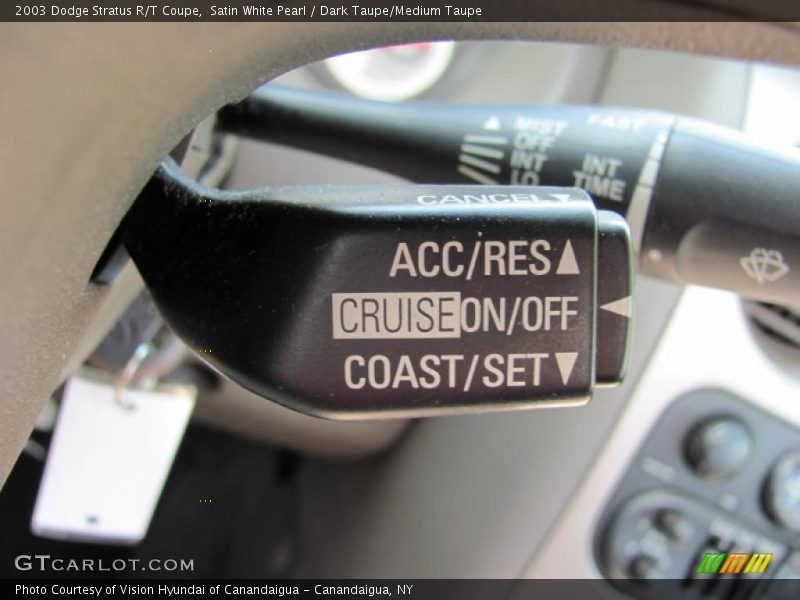 2003 Dodge Stratus R/T Coupe,  Satin White Pearl / Dark Taupe/Medium Taupe
MIST
FAST
OFF
INT
INT
TIME
LO
CANCEL▼
ACC/RES▲
CRUISE ON/OFF ◀
COAST/SET▼
GTCARLOT.COM
Photo Courtesy of Vision Hyundai of Canandaigua - Canandaigua, NY